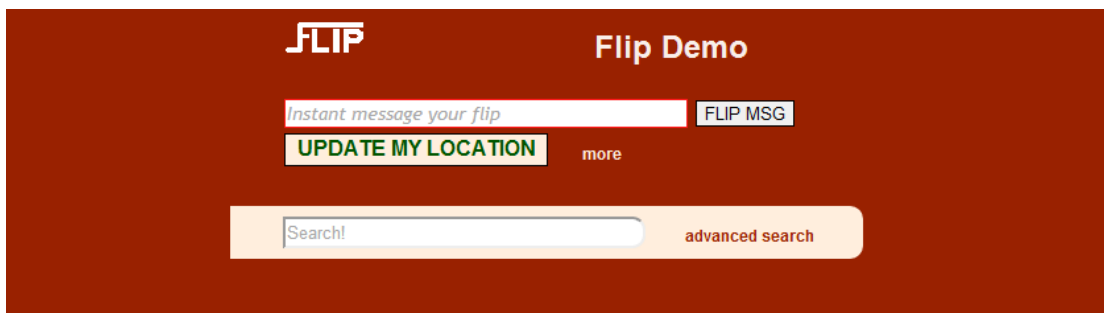 FLIP
Flip Demo
Instant message your flip
FLIP MSG
UPDATE MY LOCATION
more
Search!
advanced search